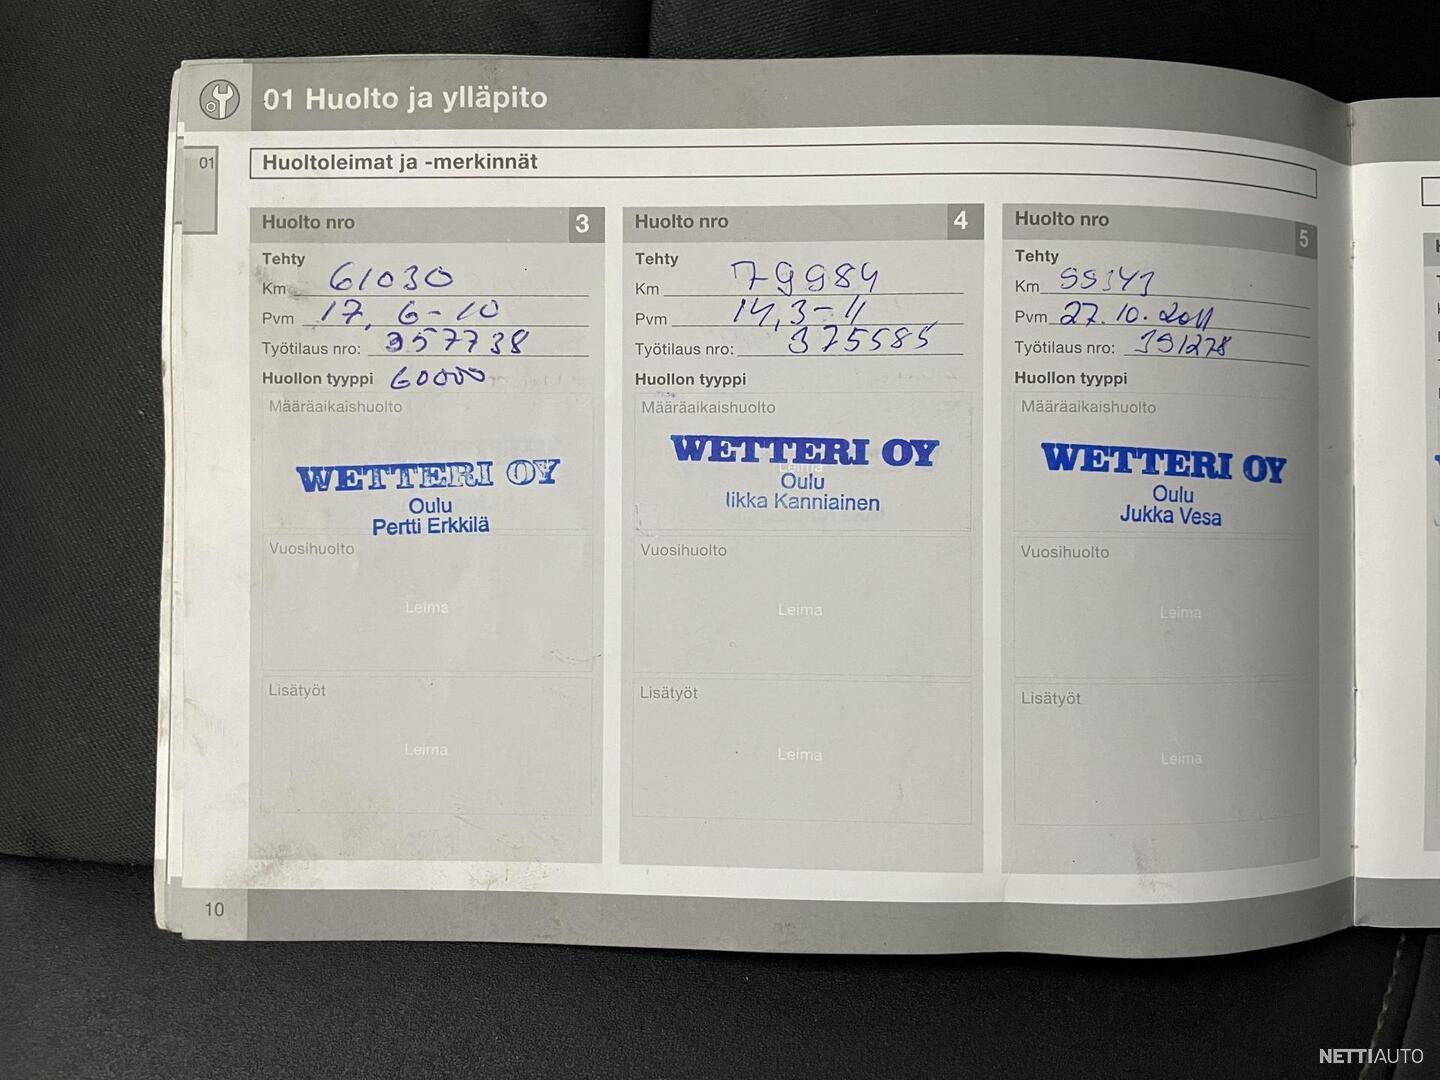 01 Huolto ja ylläpito
01
Huoltoleimat ja -merkinnät
Huolto nro 3
Tehty
Km 61030
Pvm 17. 6-10
Työtilaus nro: 357738
Huollon tyyppi 60000
Määräaikaishuolto
WETTERI OY
Oulu
Pertti Erkkilä
Vuosihuolto
Leima
Lisätyöt
Leima
Huolto nro 4
Tehty
Km 79984
Pvm 14,3-11
Työtilaus nro: 375585
Huollon tyyppi
Määräaikaishuolto
WETTERI OY
Leima
Oulu
Iikka Kanniainen
Vuosihuolto
Leima
Lisätyöt
Leima
Huolto nro 5
Tehty
Km
Pvm 27.10.2011
Työtilaus nro: 391278
Huollon tyyppi
Määräaikaishuolto
WETTERI OY
Oulu
Jukka Vesa
Vuosihuolto
Leima
Lisätyöt
Leima
10
NETTIAUTO